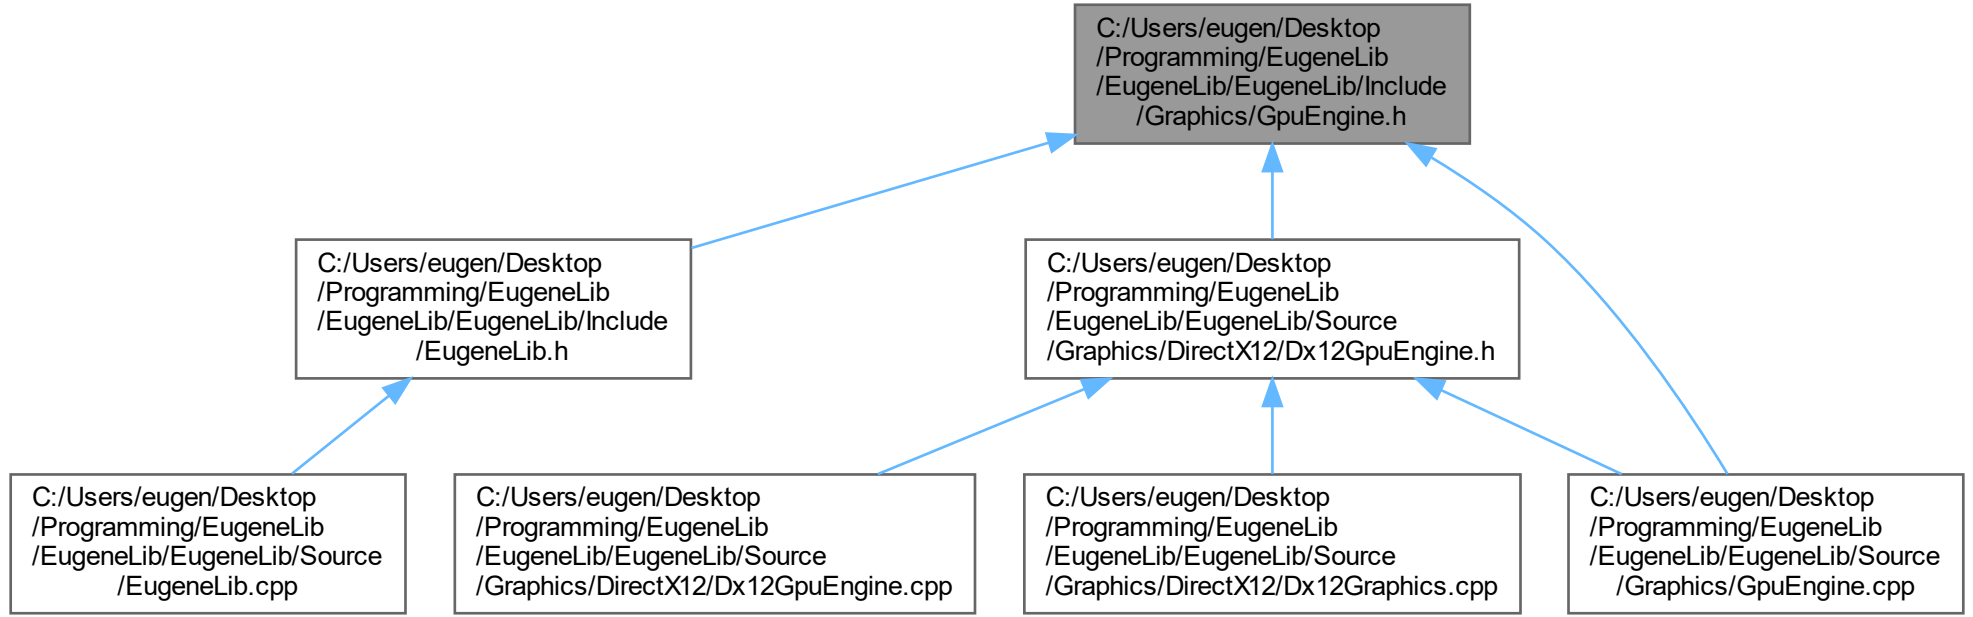 C:/Users/eugen/Desktop
/Programming/EugeneLib
/EugeneLib/EugeneLib/Include
/Graphics/GpuEngine.h
C:/Users/eugen/Desktop
/Programming/EugeneLib
/EugeneLib/EugeneLib/Include
/EugeneLib.h
C:/Users/eugen/Desktop
/Programming/EugeneLib
/EugeneLib/EugeneLib/Source
/Graphics/DirectX12/Dx12GpuEngine.h
C:/Users/eugen/Desktop
/Programming/EugeneLib
/EugeneLib/EugeneLib/Source
/EugeneLib.cpp
C:/Users/eugen/Desktop
/Programming/EugeneLib
/EugeneLib/EugeneLib/Source
/Graphics/DirectX12/Dx12GpuEngine.cpp
C:/Users/eugen/Desktop
/Programming/EugeneLib
/EugeneLib/EugeneLib/Source
/Graphics/DirectX12/Dx12Graphics.cpp
C:/Users/eugen/Desktop
/Programming/EugeneLib
/EugeneLib/EugeneLib/Source
/Graphics/GpuEngine.cpp